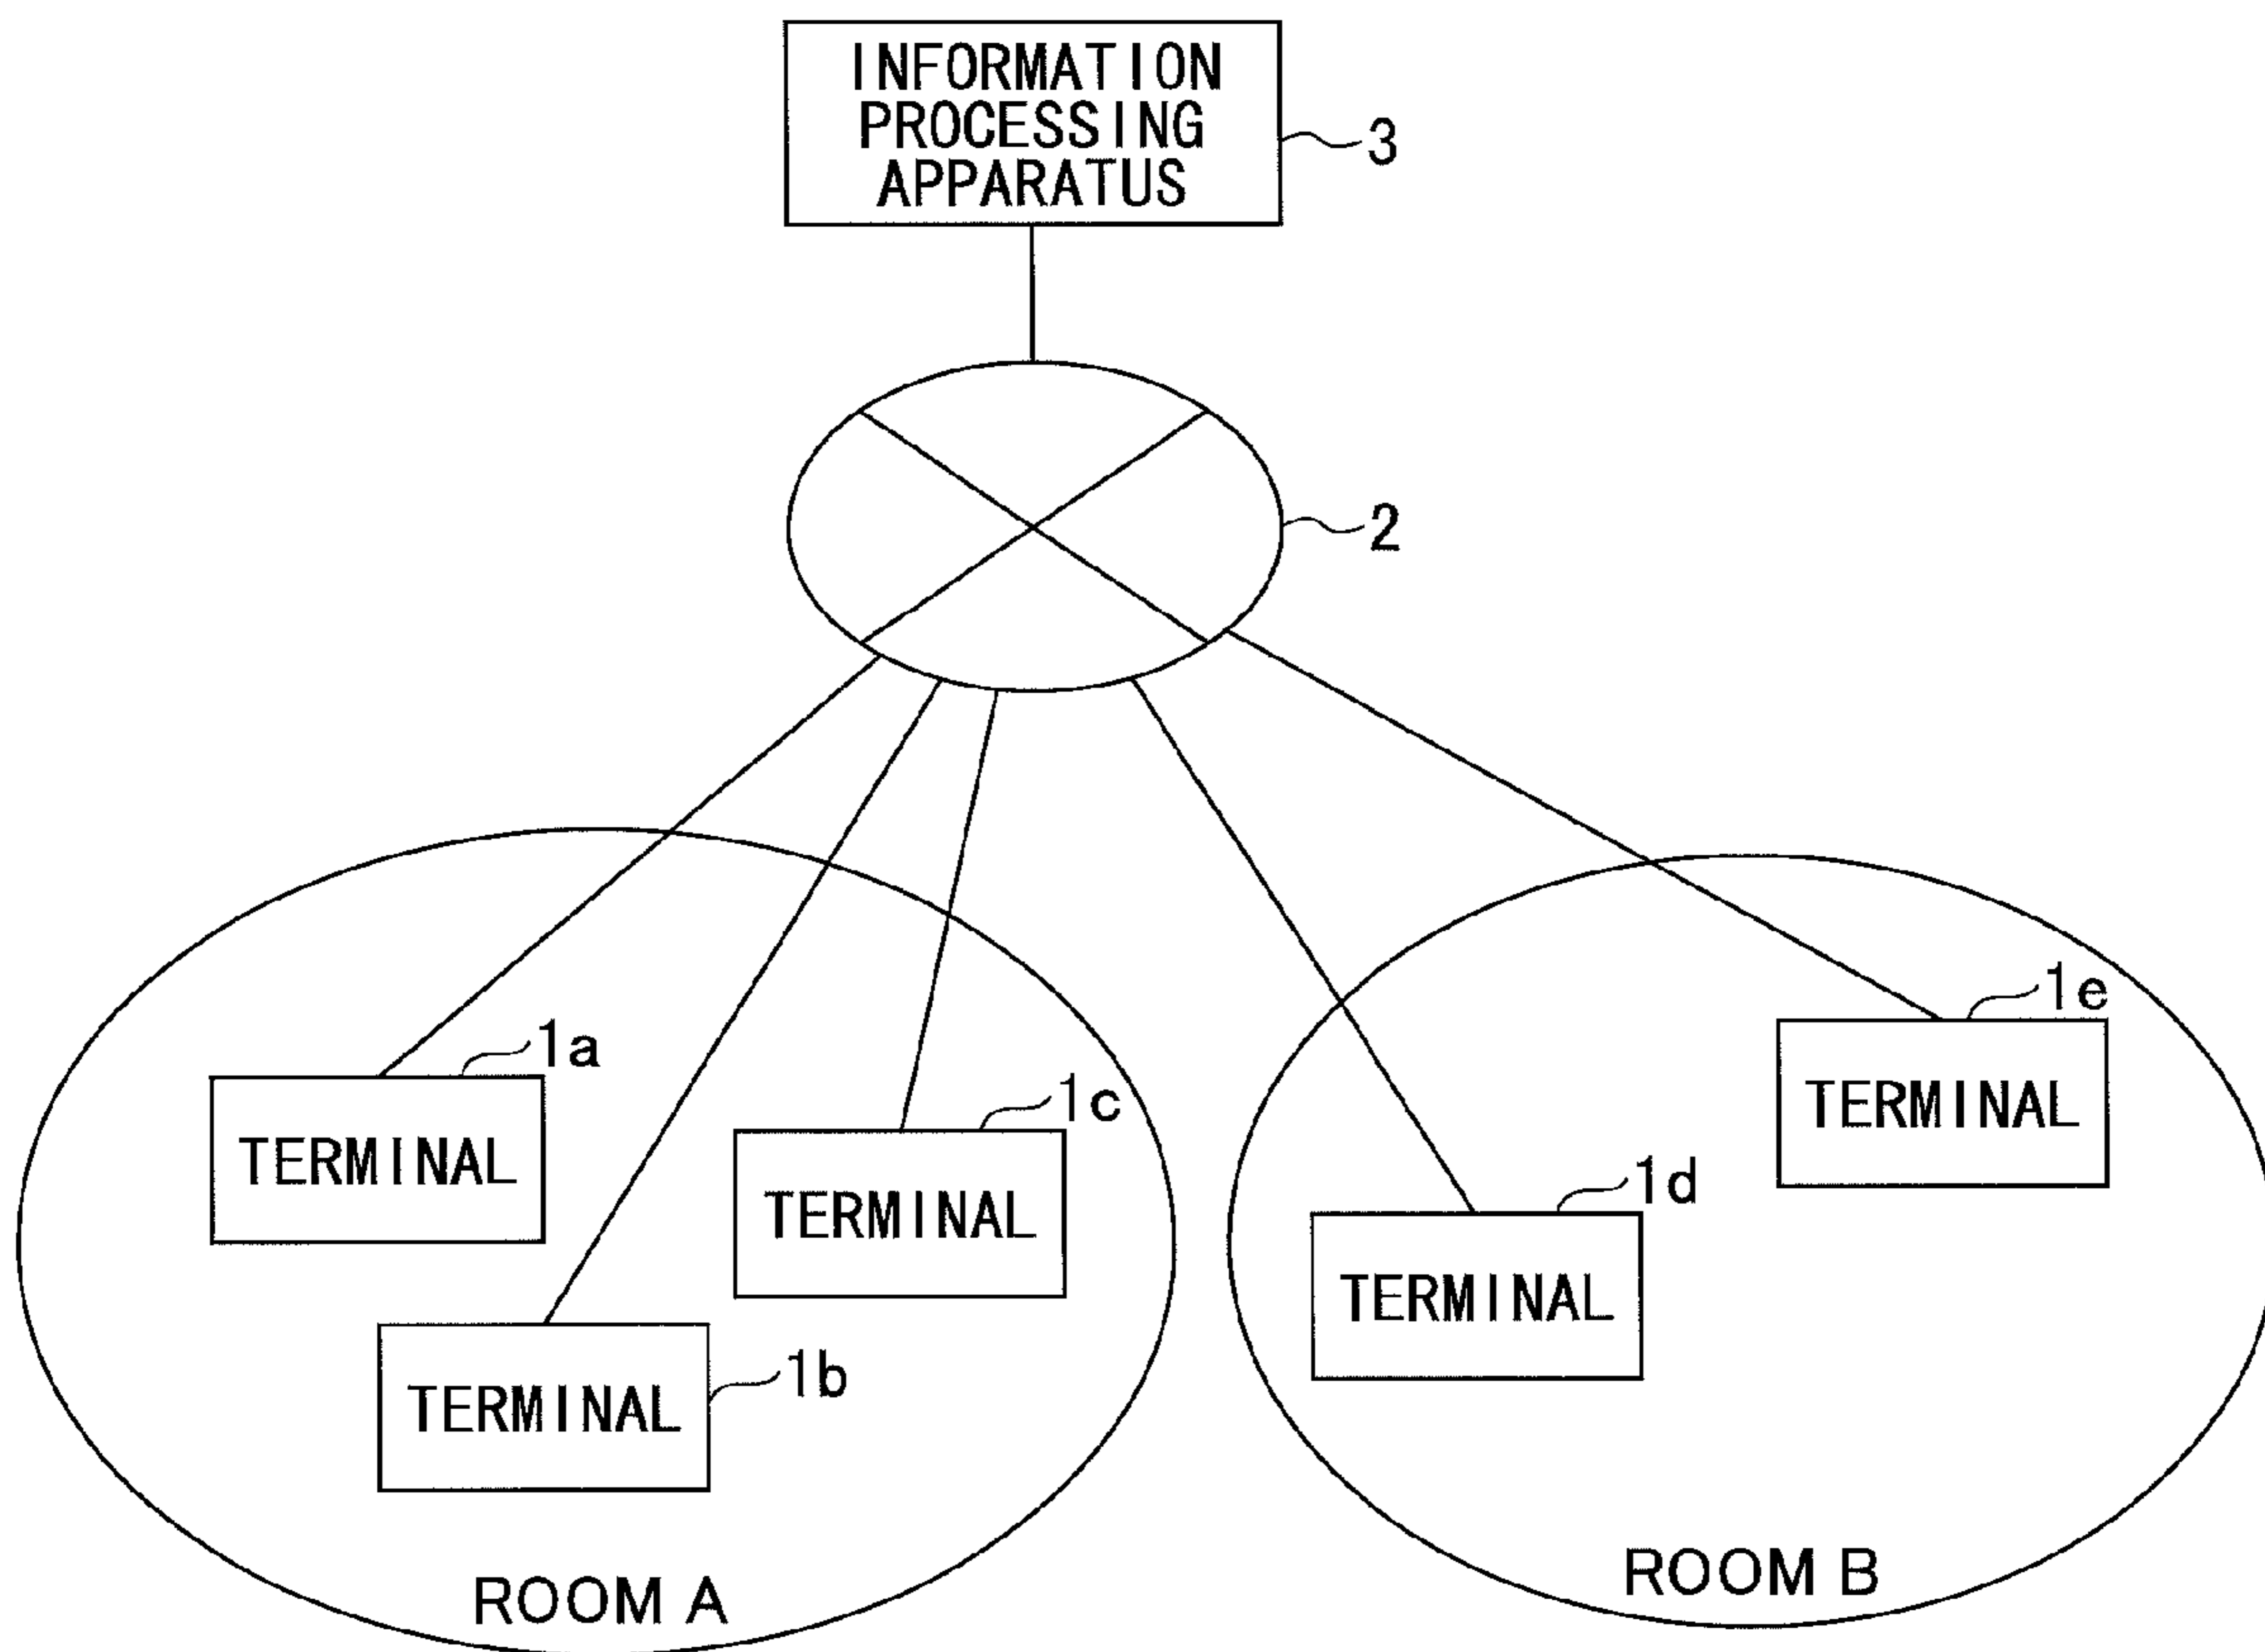 INFORMATION
PROCESSING
APPARATUS
3
2
1a
TERMINAL
1c
TERMINAL
1b
TERMINAL
ROOM A
1e
TERMINAL
1d
TERMINAL
ROOM B